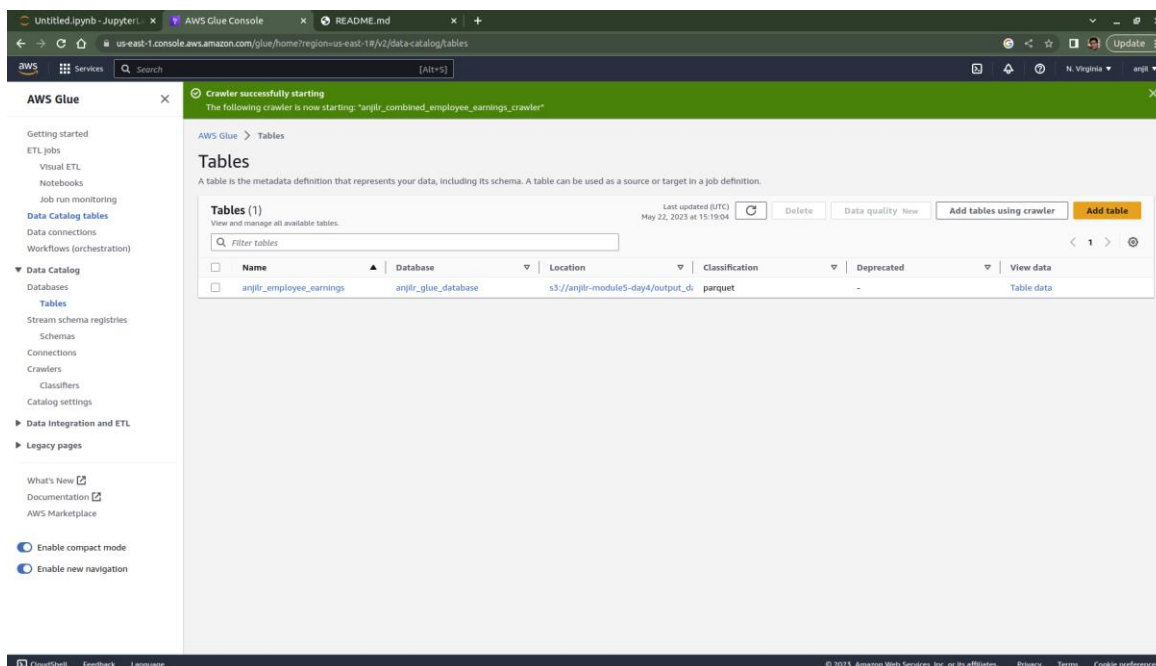 Untitled.ipynb - JupyterL
AWS Glue Console
README.md
us-east-1.console.aws.amazon.com/glue/home?region=us-east-1#/v2/data-catalog/tables
Update
aws
Services
Search
[Alt+S]
N. Virginia
anjil
AWS Glue
Crawler successfully starting
The following crawler is now starting: "anjilr_combined_employee_earnings_crawler"
Getting started
ETL jobs
Visual ETL
Notebooks
Job run monitoring
Data Catalog tables
Data connections
Workflows (orchestration)
Data Catalog
Databases
Tables
Stream schema registries
Schemas
Connections
Crawlers
Classifiers
Catalog settings
Data Integration and ETL
Legacy pages
What's New
Documentation
AWS Marketplace
Enable compact mode
Enable new navigation
AWS Glue > Tables
Tables
A table is the metadata definition that represents your data, including its schema. A table can be used as a source or target in a job definition.
Tables (1)
View and manage all available tables.
Last updated (UTC)
May 22, 2023 at 15:19:04
Delete
Data quality New
Add tables using crawler
Add table
Filter tables
1
Name Database Location Classification Deprecated View data
anjilr_employee_earnings anjilr_glue_database s3://anjilr-module5-day4/output_d parquet - Table data
CloudShell Feedback Language
© 2023, Amazon Web Services, Inc. or its affiliates. Privacy Terms Cookie preferences